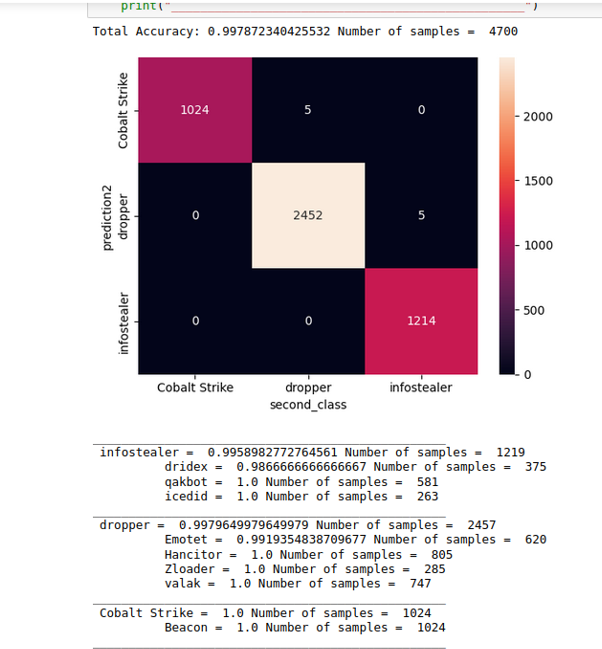 print("__________________________________________________")
Total Accuracy: 0.997872340425532 Number of samples =  4700
Cobalt Strike
dropper
infostealer
prediction2
1024 5 0
0 2452 5
0 0 1214
Cobalt Strike dropper infostealer
second_class
2000
1500
1000
500
0
__________________________________________________
infostealer =  0.9958982772764561 Number of samples =  1219
dridex =  0.9866666666666667 Number of samples =  375
qakbot =  1.0 Number of samples =  581
icedid =  1.0 Number of samples =  263
__________________________________________________
dropper =  0.9979649979649979 Number of samples =  2457
Emotet =  0.9919354838709677 Number of samples =  620
Hancitor =  1.0 Number of samples =  805
Zloader =  1.0 Number of samples =  285
valak =  1.0 Number of samples =  747
__________________________________________________
Cobalt Strike =  1.0 Number of samples =  1024
Beacon =  1.0 Number of samples =  1024
__________________________________________________